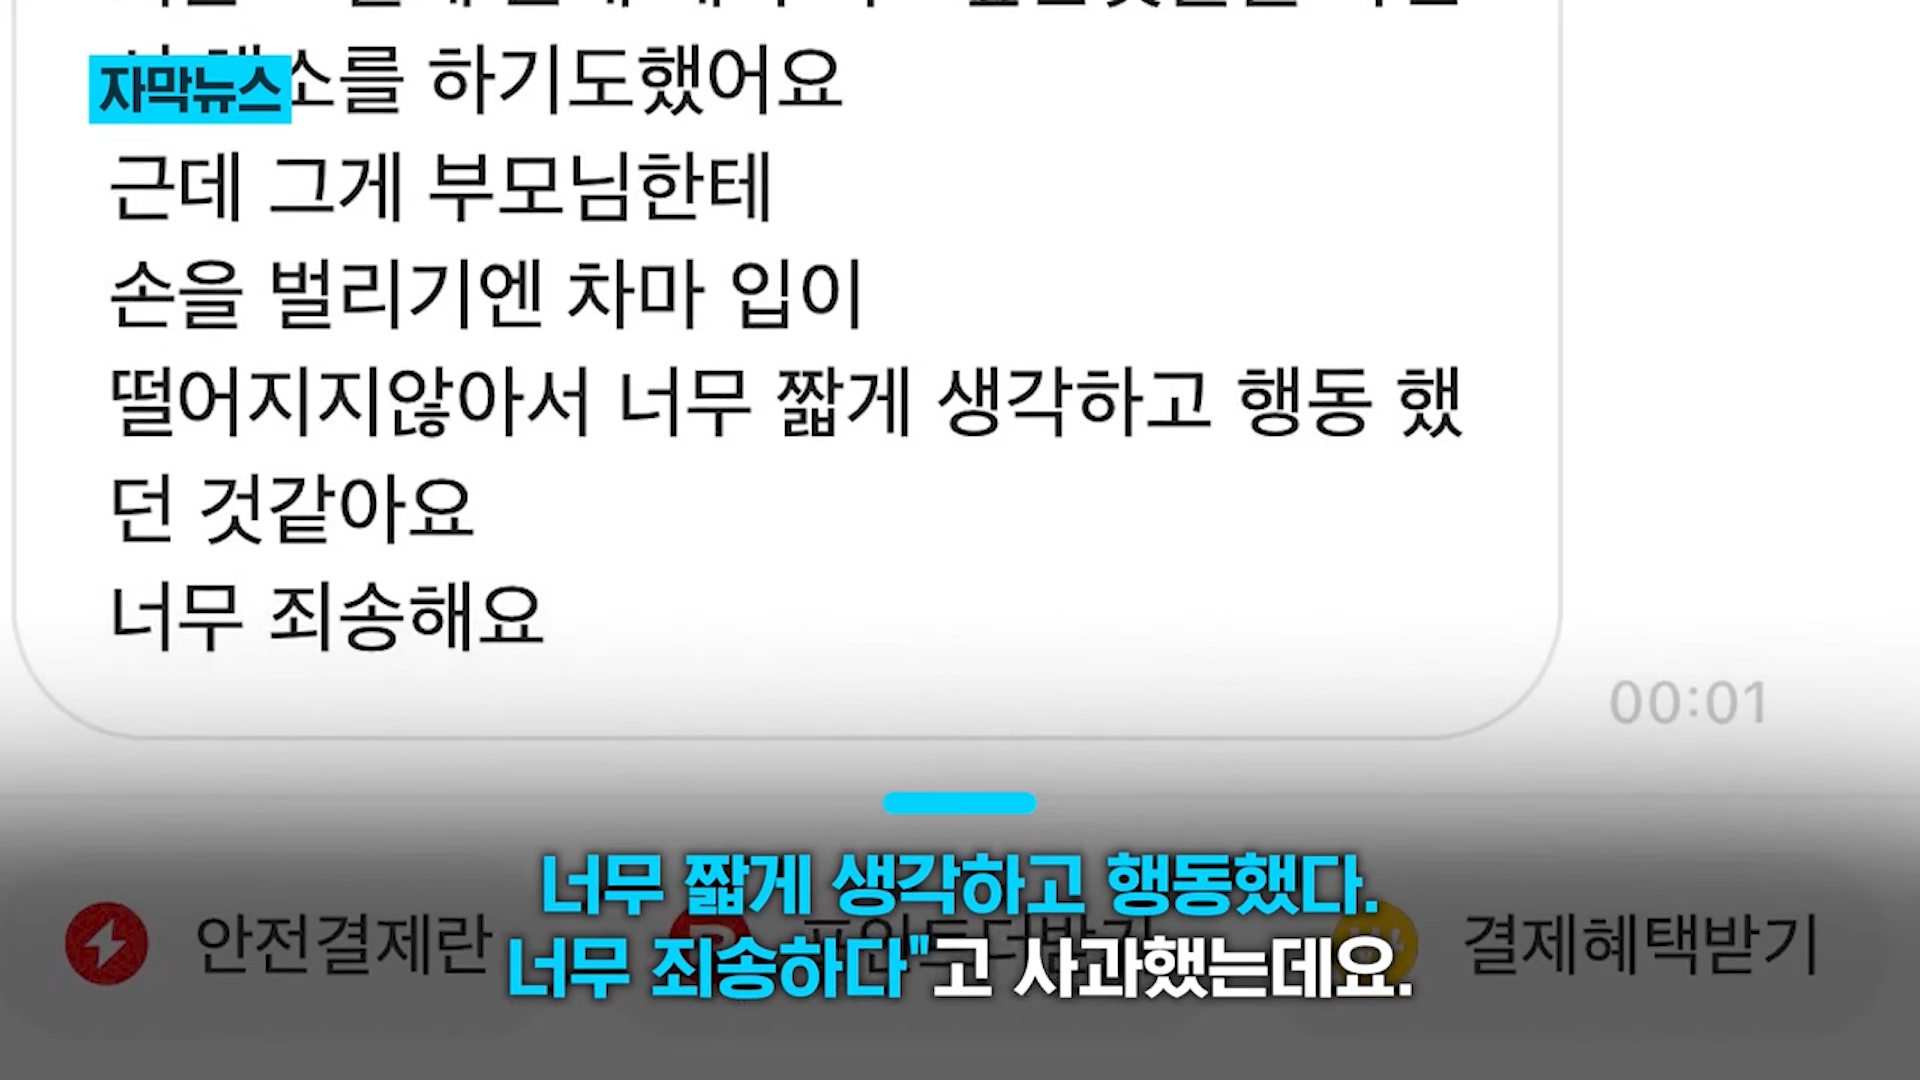 자막뉴스
소를 하기도했어요
근데 그게 부모님한테
손을 벌리기엔 차마 입이
떨어지지않아서 너무 짧게 생각하고 행동 했
던 것같아요
너무 죄송해요
00:01
너무 짧게 생각하고 행동했다.
너무 죄송하다"고 사과했는데요.
안전결제란
결제혜택받기